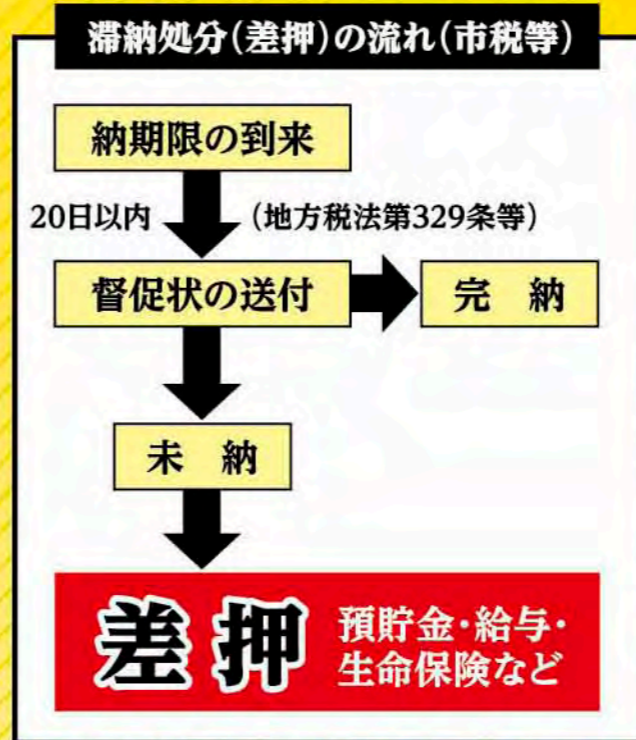 滞納処分(差押)の流れ(市税等)
納期限の到来
20日以内 (地方税法第329条等)
督促状の送付
完 納
未 納
差 押
預貯金・給与・
生命保険など